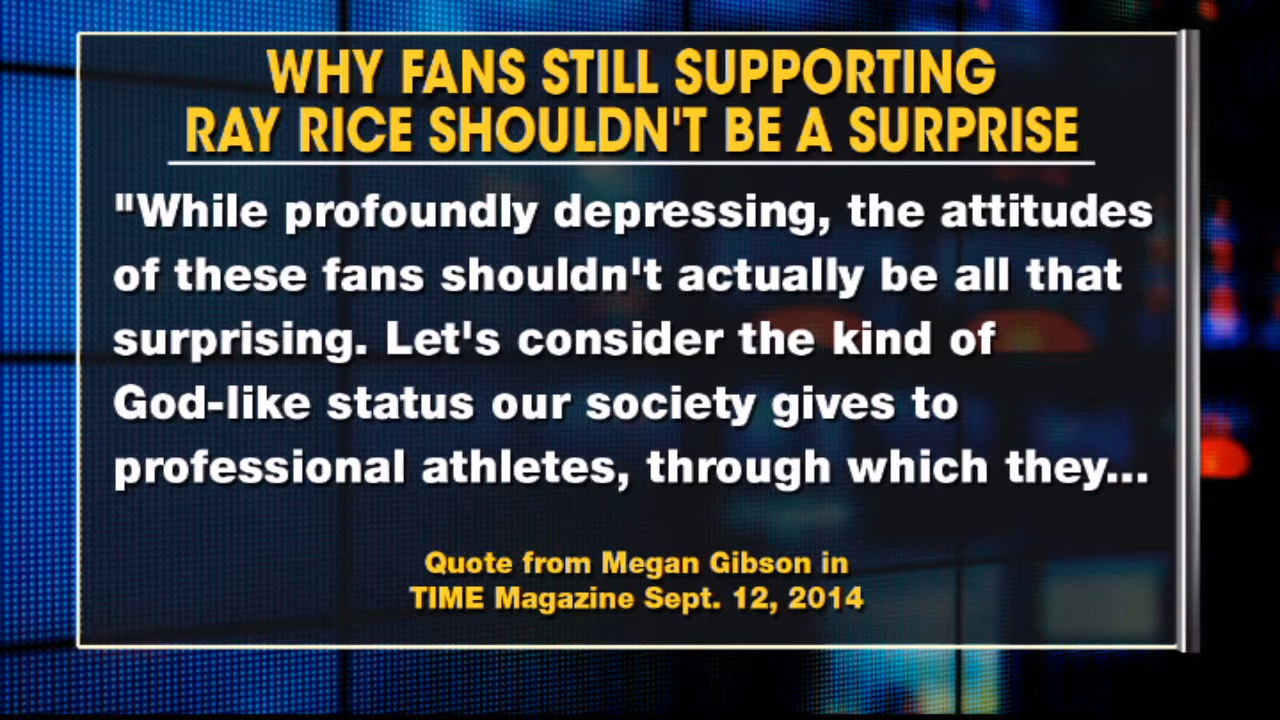 WHY FANS STILL SUPPORTING
RAY RICE SHOULDN'T BE A SURPRISE
"While profoundly depressing, the attitudes
of these fans shouldn't actually be all that
surprising. Let's consider the kind of
God-like status our society gives to
professional athletes, through which they...
Quote from Megan Gibson in
TIME Magazine Sept. 12, 2014